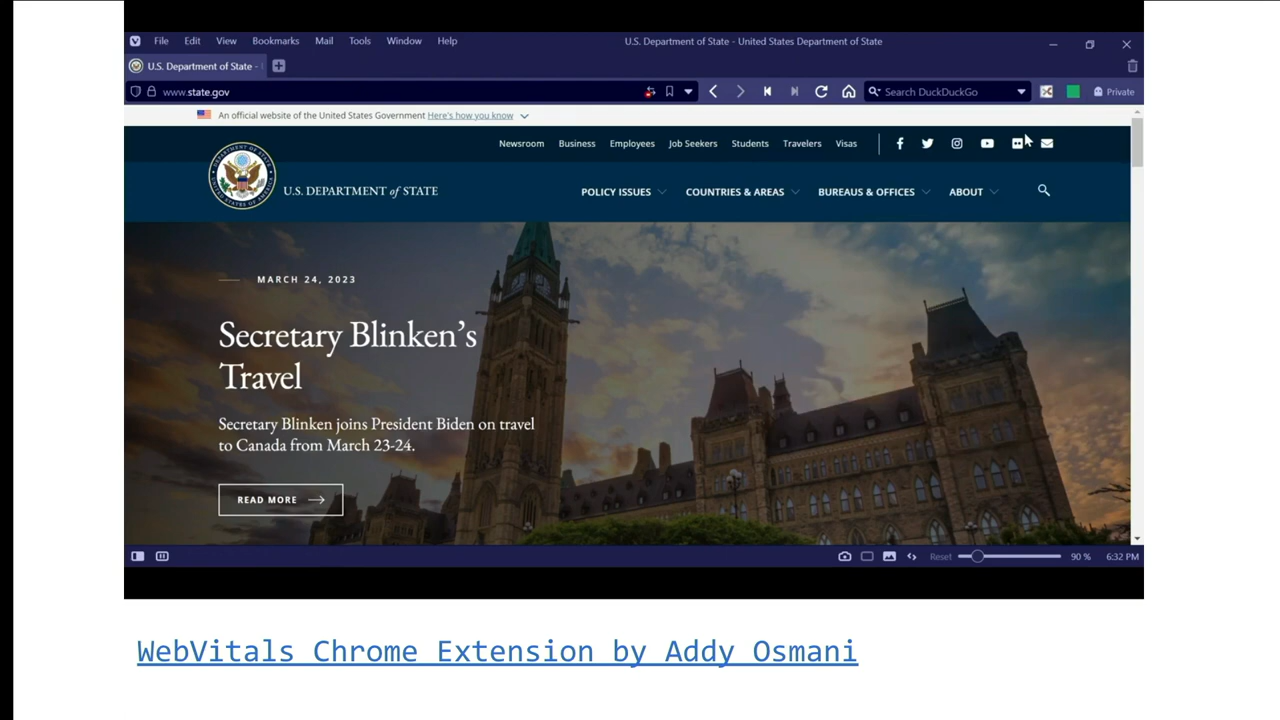 File Edit View Bookmarks Mail Tools Window Help U.S. Department of State - United States Department of State
U.S. Department of State -
www.state.gov Search DuckDuckGo Private
An official website of the United States Government Here's how you know
Newsroom Business Employees Job Seekers Students Travelers Visas
U.S. DEPARTMENT of STATE POLICY ISSUES COUNTRIES & AREAS BUREAUS & OFFICES ABOUT
MARCH 24, 2023
Secretary Blinken’s
Travel
Secretary Blinken joins President Biden on travel
to Canada from March 23-24.
READ MORE
Reset 90 % 6:32 PM
WebVitals Chrome Extension by Addy Osmani